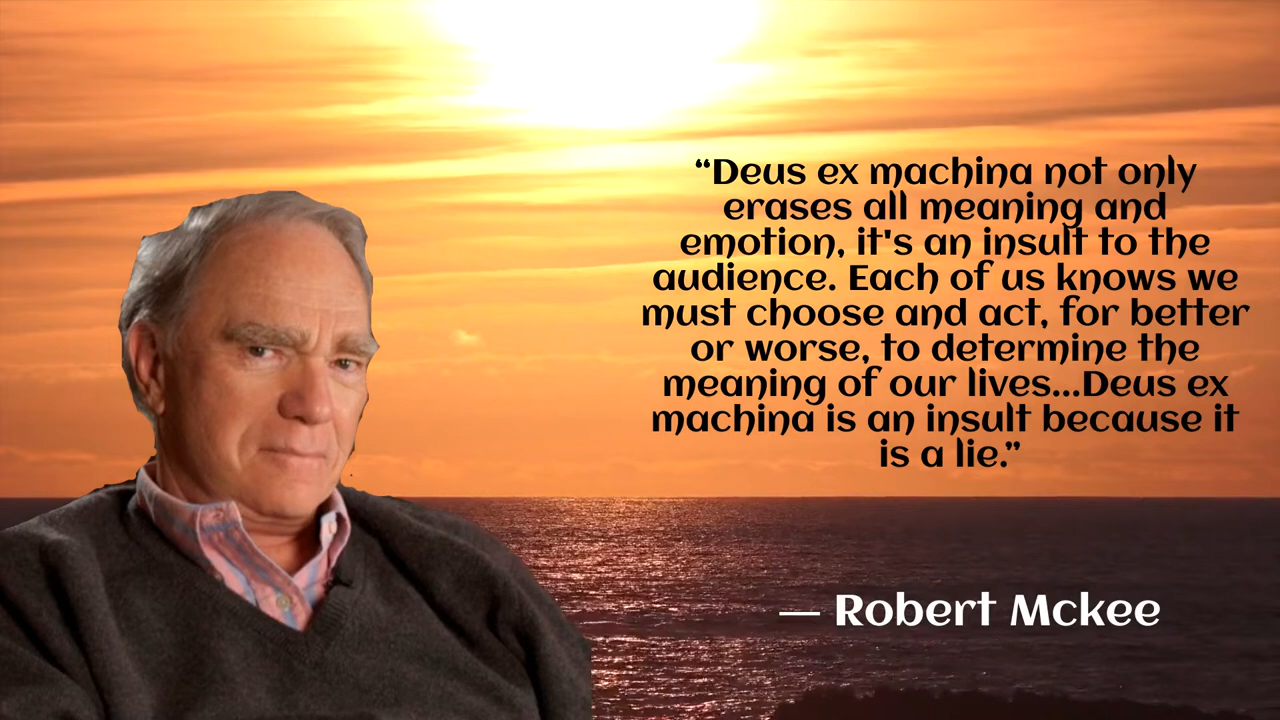 “Deus ex machina not only
erases all meaning and
emotion, it's an insult to the
audience. Each of us knows we
must choose and act, for better
or worse, to determine the
meaning of our lives...Deus ex
machina is an insult because it
is a lie.”
— Robert Mckee